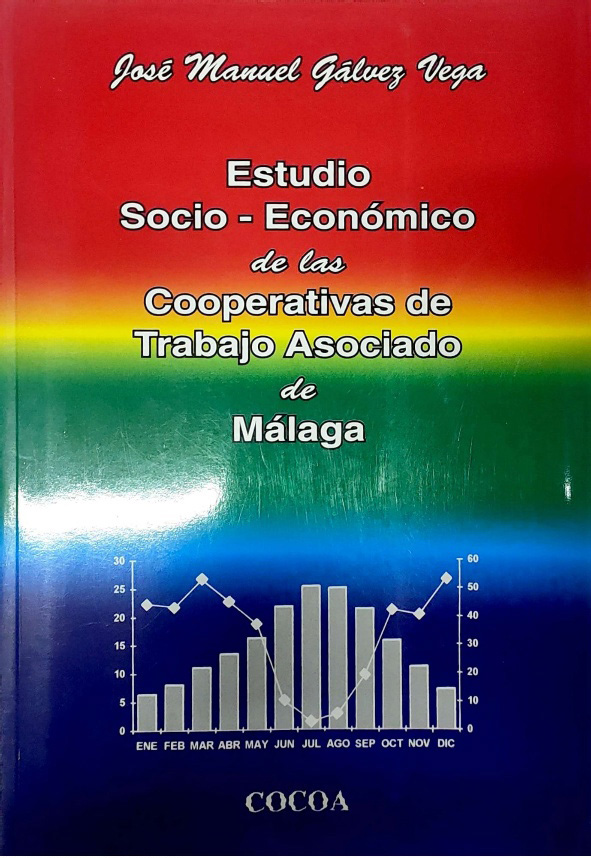 José Manuel Gálvez Vega
Estudio
Socio - Económico
de las
Cooperativas de
Trabajo Asociado
de
Málaga
30 60
25 50
20 40
15 30
10 20
5 10
0 0
ENE FEB MAR ABR MAY JUN JUL AGO SEP OCT NOV DIC
COCOA